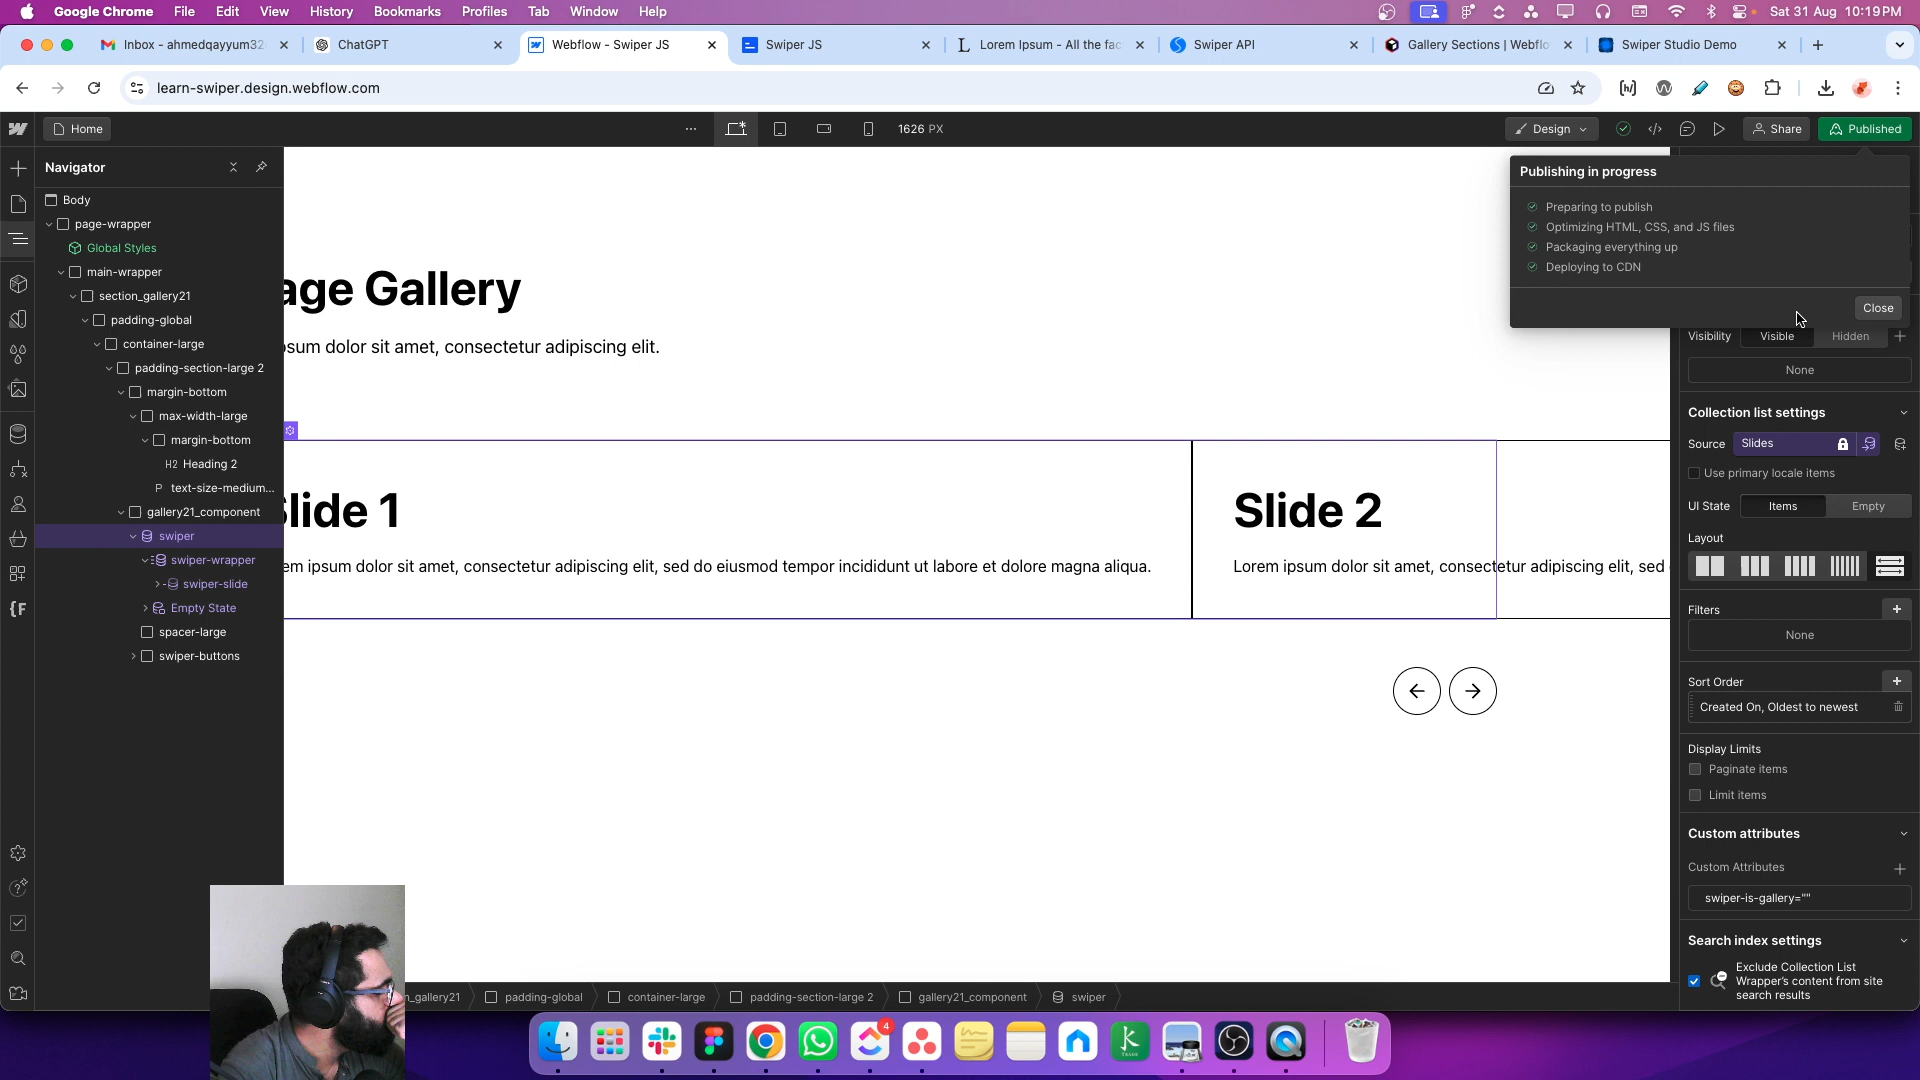 Google Chrome File Edit View History Bookmarks Profiles Tab Window Help Sat 31 Aug 10:19 PM
Inbox - ahmedqayyum32 ChatGPT Webflow - Swiper JS Swiper JS Lorem Ipsum - All the fac Swiper API Gallery Sections | Webflo Swiper Studio Demo
learn-swiper.design.webflow.com
Home 1626 PX Design Share Published
Navigator
Body
page-wrapper
Global Styles
main-wrapper
section_gallery21
padding-global
container-large
padding-section-large 2
margin-bottom
max-width-large
margin-bottom
H2 Heading 2
P text-size-medium...
gallery21_component
swiper
swiper-wrapper
swiper-slide
Empty State
spacer-large
swiper-buttons
age Gallery
psum dolor sit amet, consectetur adipiscing elit.
Slide 1
em ipsum dolor sit amet, consectetur adipiscing elit, sed do eiusmod tempor incididunt ut labore et dolore magna aliqua.
Slide 2
Lorem ipsum dolor sit amet, consectetur adipiscing elit, sed
Publishing in progress
Preparing to publish
Optimizing HTML, CSS, and JS files
Packaging everything up
Deploying to CDN
Close
Visibility Visible Hidden
None
Collection list settings
Source Slides
Use primary locale items
UI State Items Empty
Layout
Filters
None
Sort Order
Created On, Oldest to newest
Display Limits
Paginate items
Limit items
Custom attributes
Custom Attributes
swiper-is-gallery=""
Search index settings
Exclude Collection List
Wrapper's content from site
search results
n_gallery21 padding-global container-large padding-section-large 2 gallery21_component swiper
4